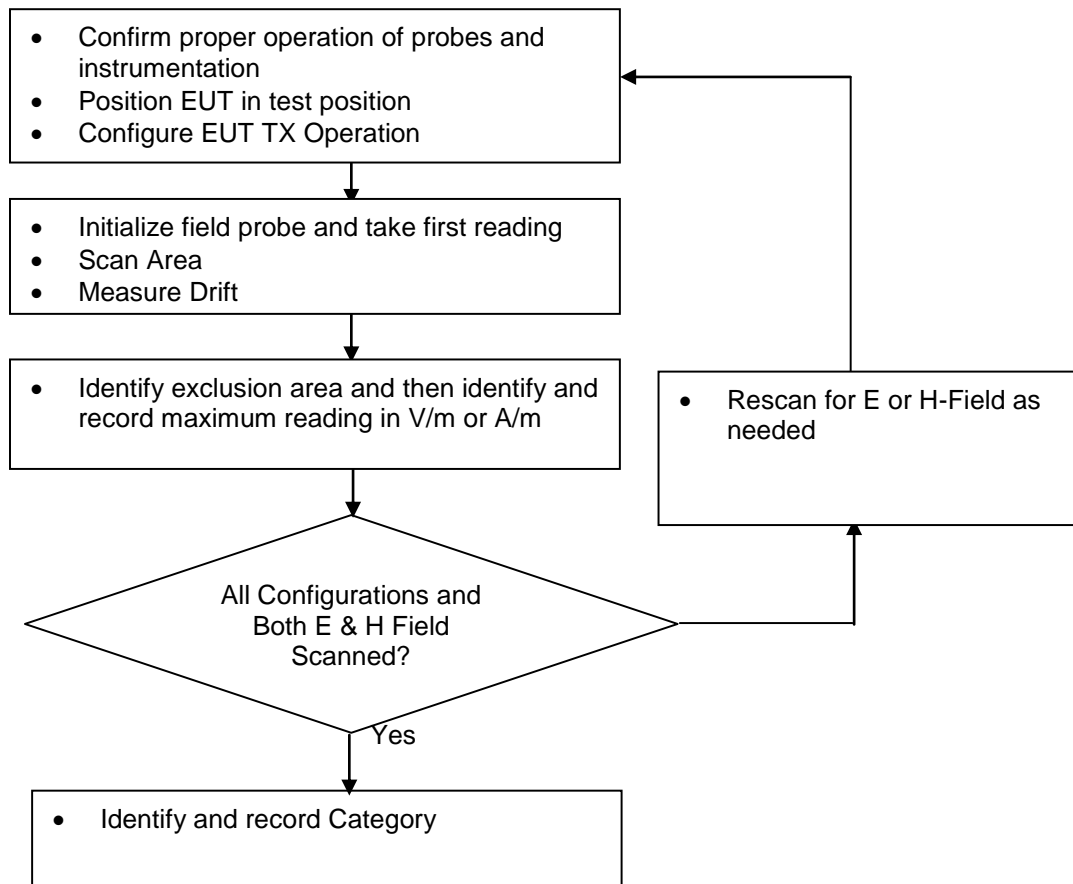 • Confirm proper operation of probes and
instrumentation
• Position EUT in test position
• Configure EUT TX Operation
• Initialize field probe and take first reading
• Scan Area
• Measure Drift
• Identify exclusion area and then identify and
record maximum reading in V/m or A/m
• Rescan for E or H-Field as
needed
All Configurations and
Both E & H Field
Scanned?
Yes
• Identify and record Category